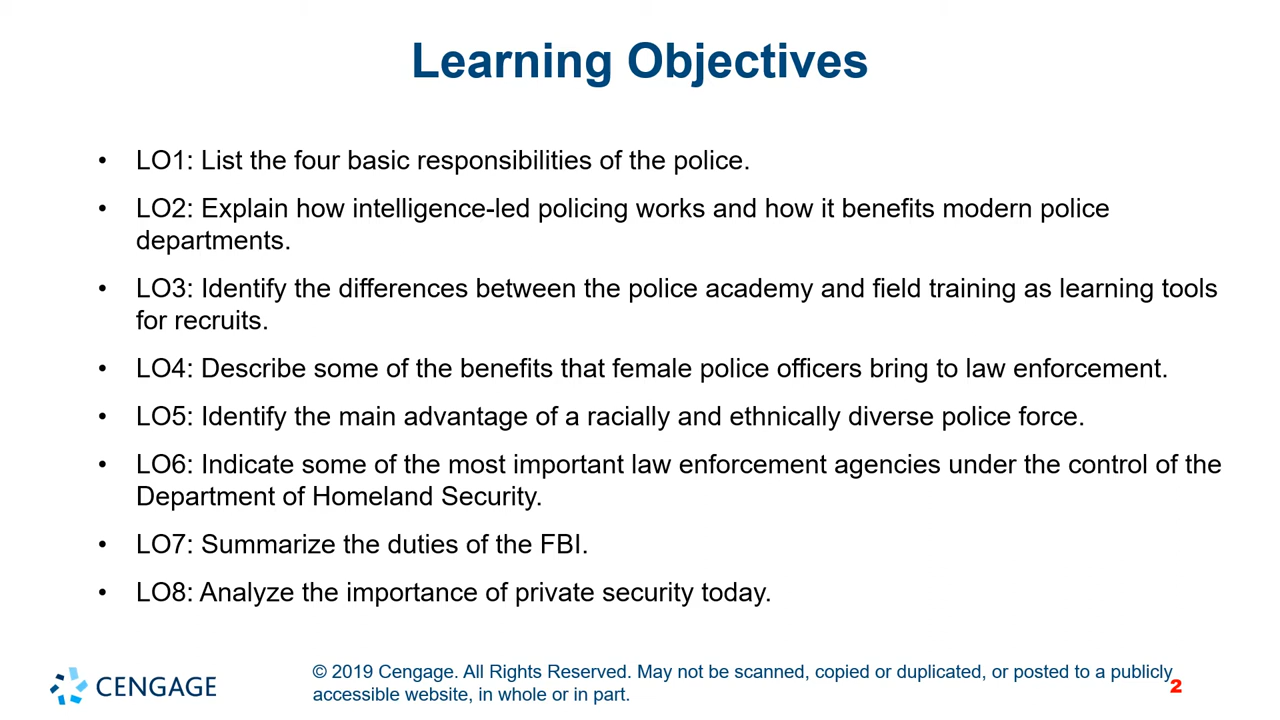 Learning Objectives
• LO1: List the four basic responsibilities of the police.
• LO2: Explain how intelligence-led policing works and how it benefits modern police
departments.
• LO3: Identify the differences between the police academy and field training as learning tools
for recruits.
• LO4: Describe some of the benefits that female police officers bring to law enforcement.
• LO5: Identify the main advantage of a racially and ethnically diverse police force.
• LO6: Indicate some of the most important law enforcement agencies under the control of the
Department of Homeland Security.
• LO7: Summarize the duties of the FBI.
• LO8: Analyze the importance of private security today.
CENGAGE
© 2019 Cengage. All Rights Reserved. May not be scanned, copied or duplicated, or posted to a publicly
accessible website, in whole or in part.
2